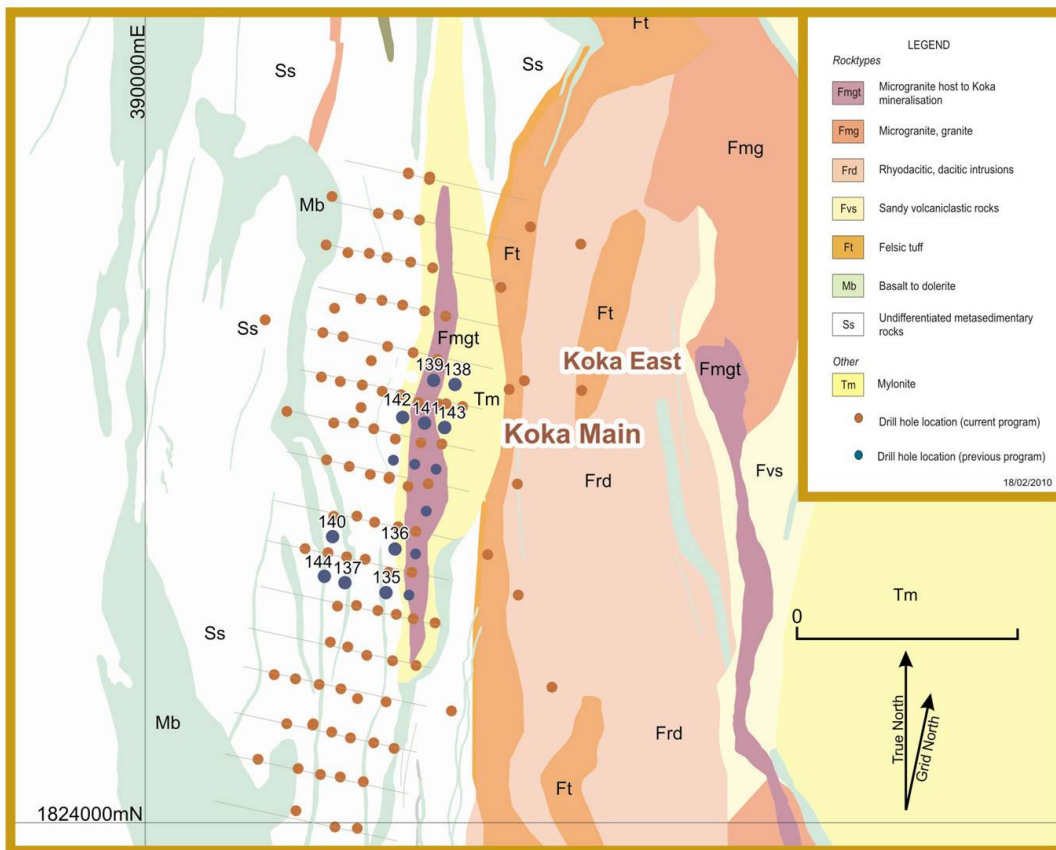 390000mE
Ft
Ss
Ss
Mb
Ft
Fmg
Ft
Ss
Fmgt
139
138
Koka East
Fmgt
142
141
143
Tm
Koka Main
Frd
Fvs
140
136
144
137
135
Ss
Tm
0
Mb
Frd
Ft
True North
Grid North
1824000mN
LEGEND
Rocktypes
Fmgt Microgranite host to Koka
mineralisation
Fmg Microgranite, granite
Frd Rhyodacitic, dacitic intrusions
Fvs Sandy volcaniclastic rocks
Ft Felsic tuff
Mb Basalt to dolerite
Ss Undifferentiated metasedimentary
rocks
Other
Tm Mylonite
Drill hole location (current program)
Drill hole location (previous program)
18/02/2010